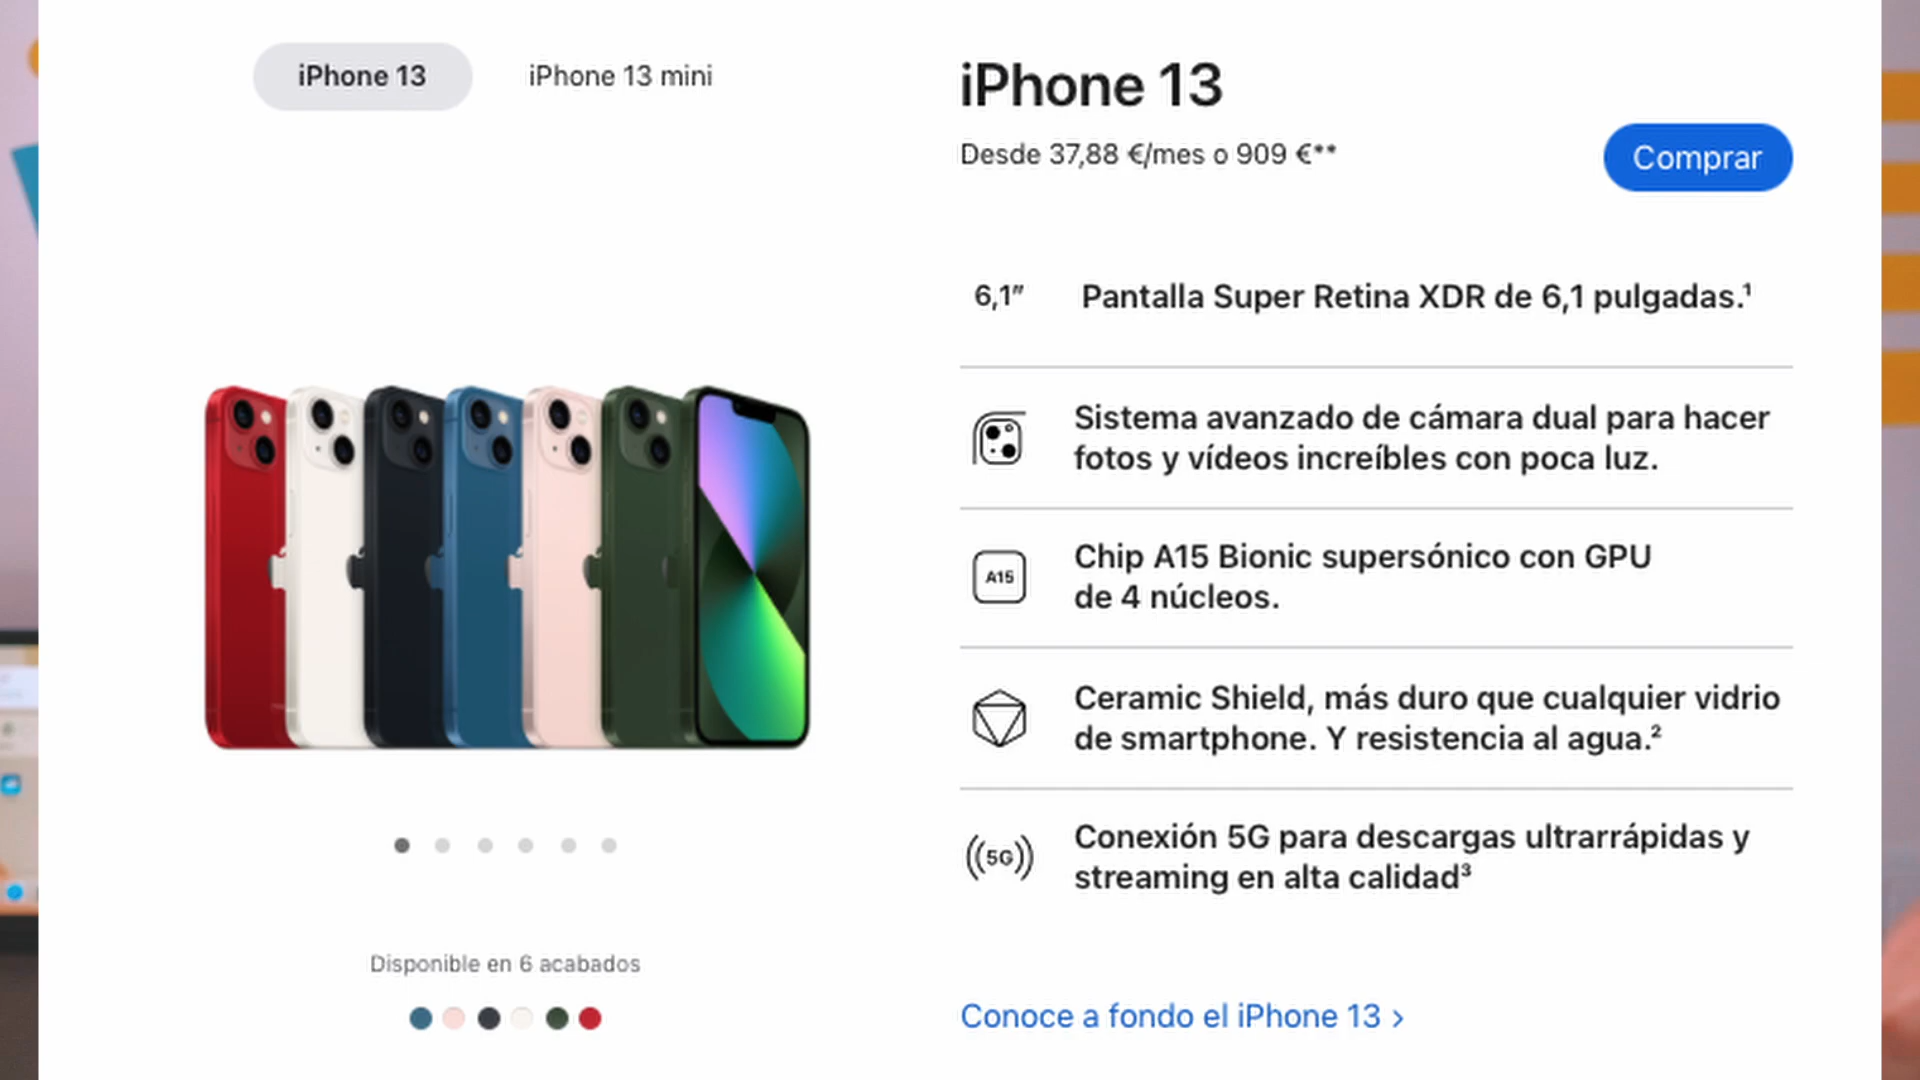 iPhone 13
iPhone 13 mini
iPhone 13
Desde 37,88 €/mes o 909 €**
Comprar
6,1″
Pantalla Super Retina XDR de 6,1 pulgadas.¹
Sistema avanzado de cámara dual para hacer
fotos y vídeos increíbles con poca luz.
A15
Chip A15 Bionic supersónico con GPU
de 4 núcleos.
Ceramic Shield, más duro que cualquier vidrio
de smartphone. Y resistencia al agua.²
5G
Conexión 5G para descargas ultrarrápidas y
streaming en alta calidad³
Disponible en 6 acabados
Conoce a fondo el iPhone 13 >